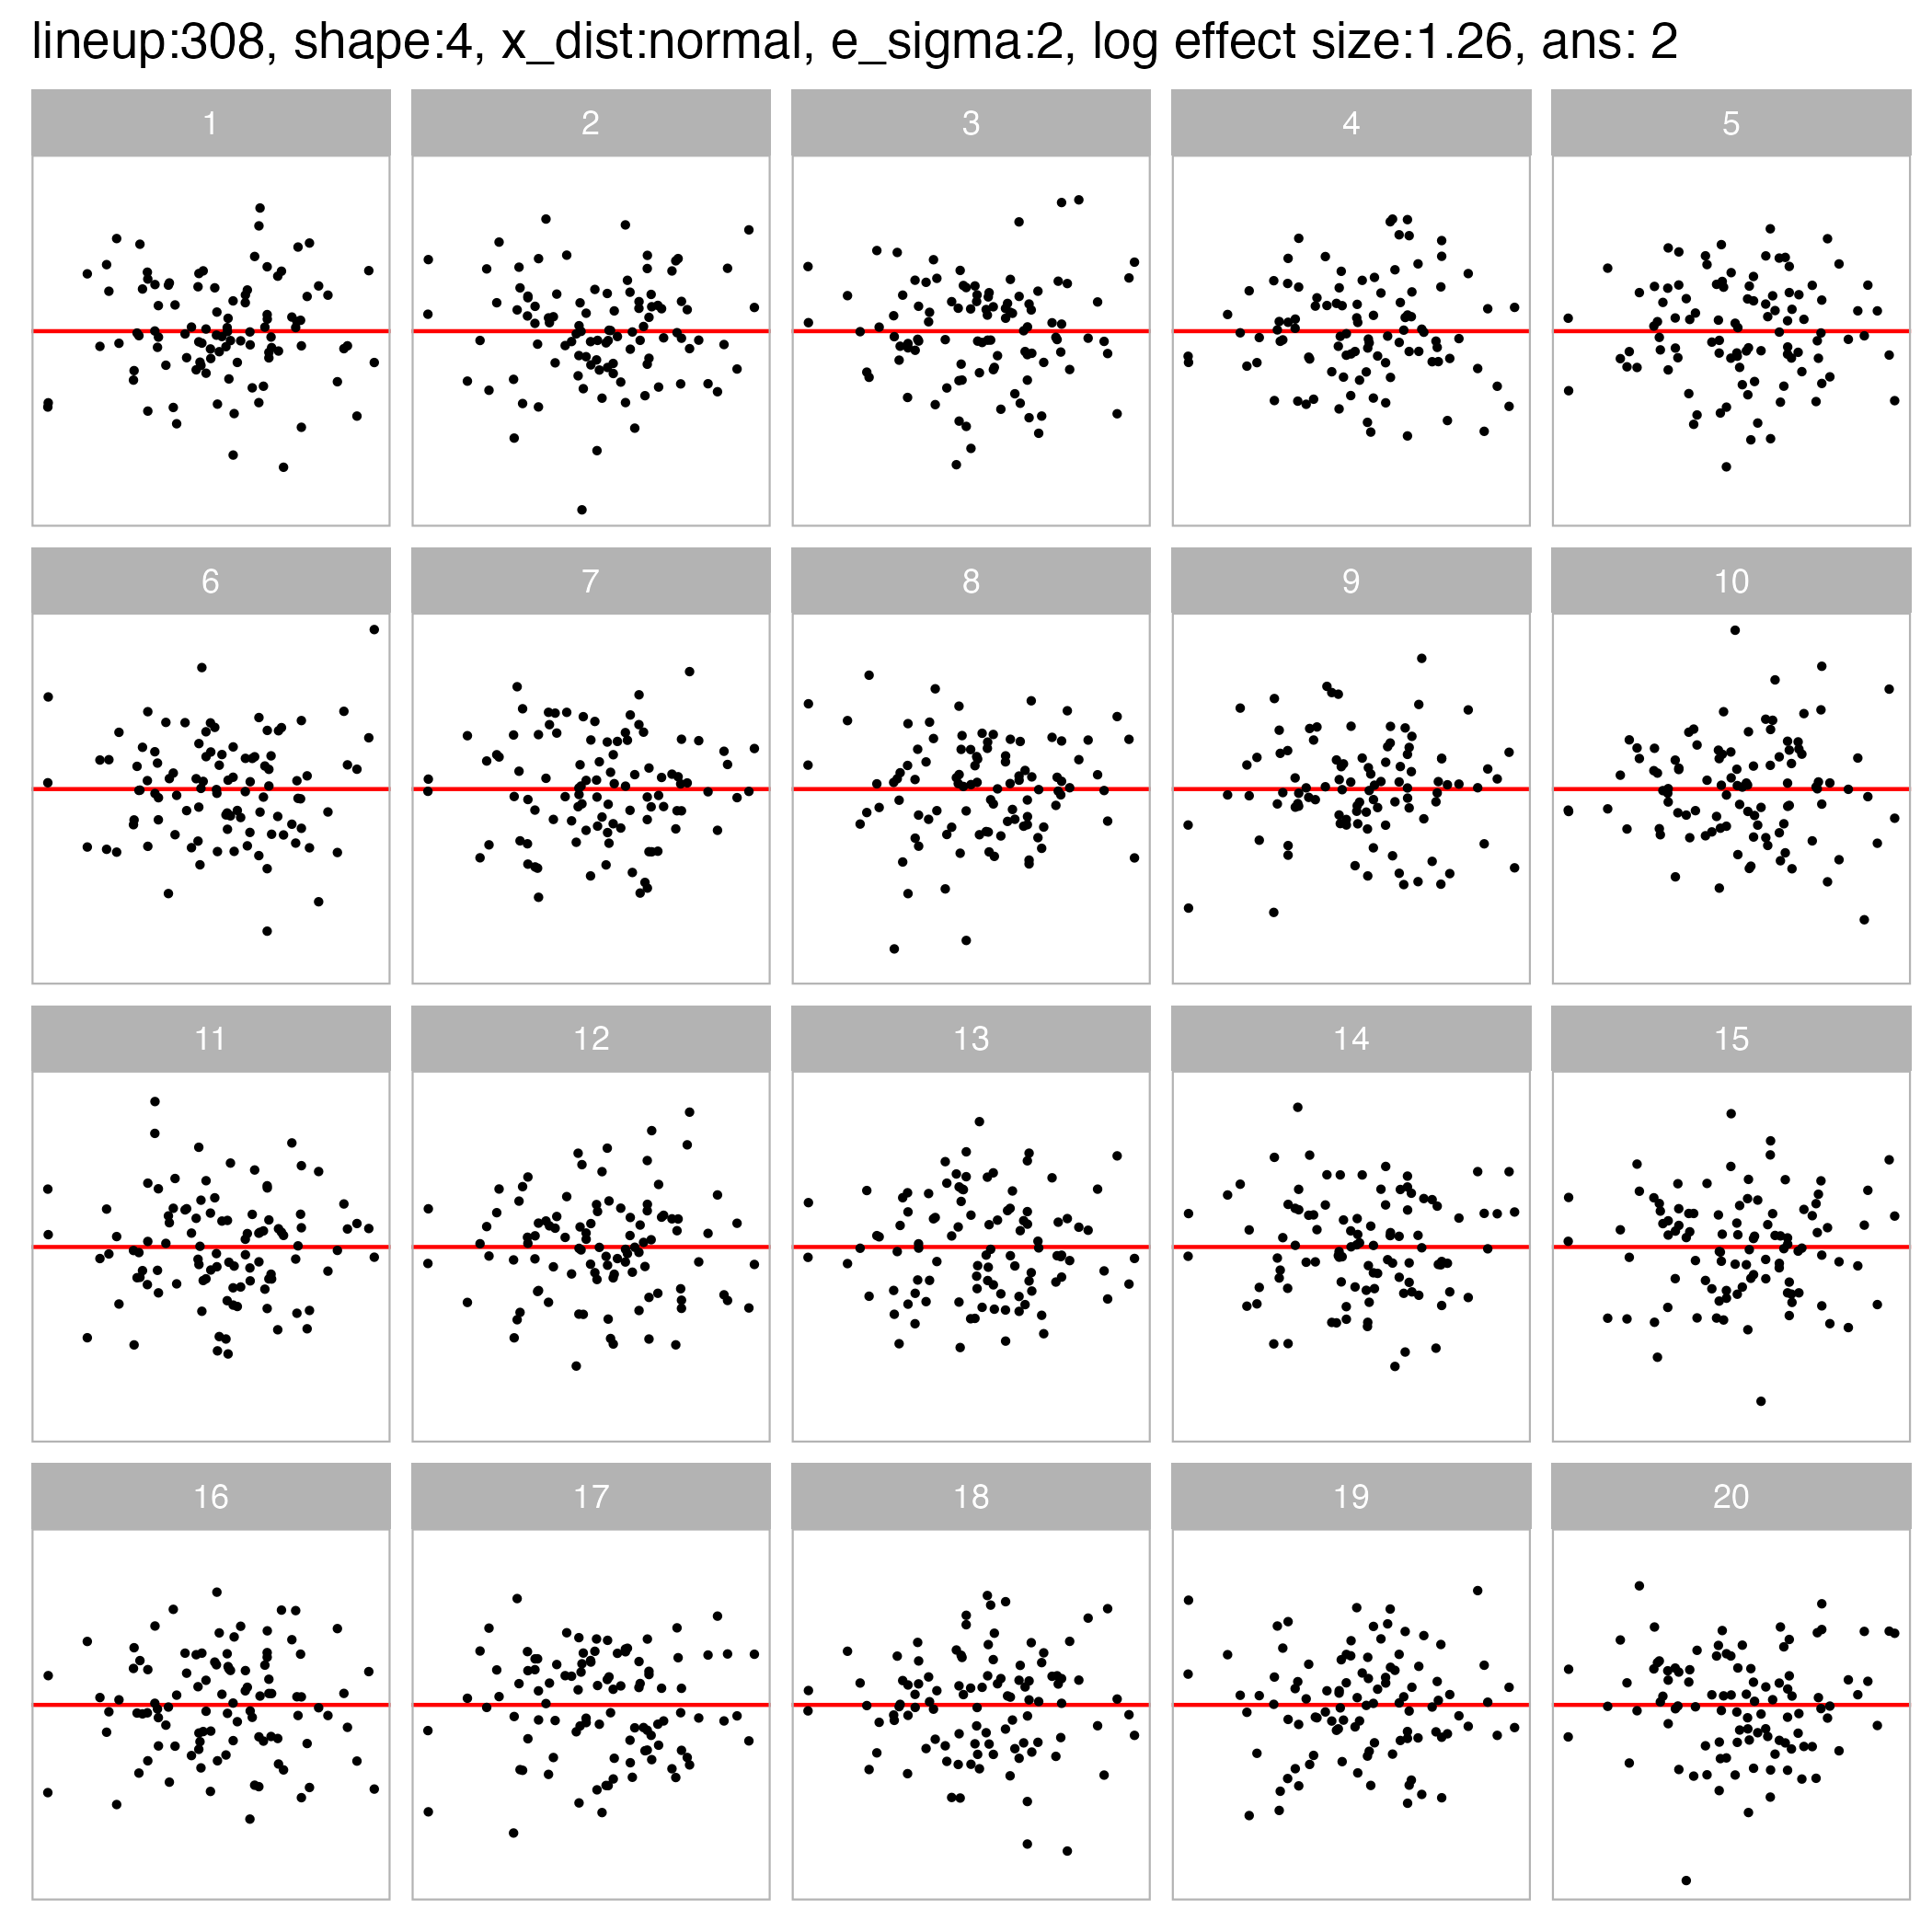 lineup:308, shape:4, x_dist:normal, e_sigma:2, log effect size:1.26, ans: 2
1 2 3 4 5
6 7 8 9 10
11 12 13 14 15
16 17 18 19 20